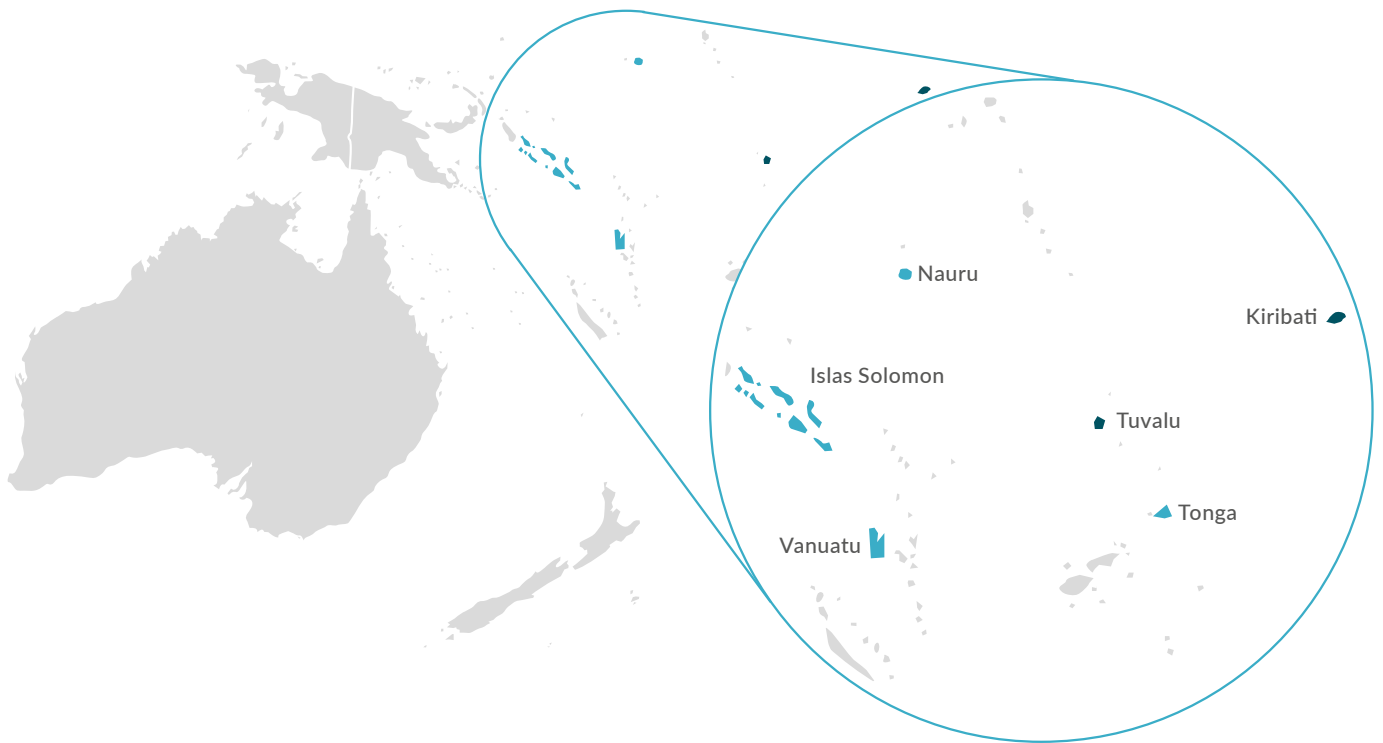 Nauru
Kiribati
Islas Solomon
Tuvalu
Tonga
Vanuatu